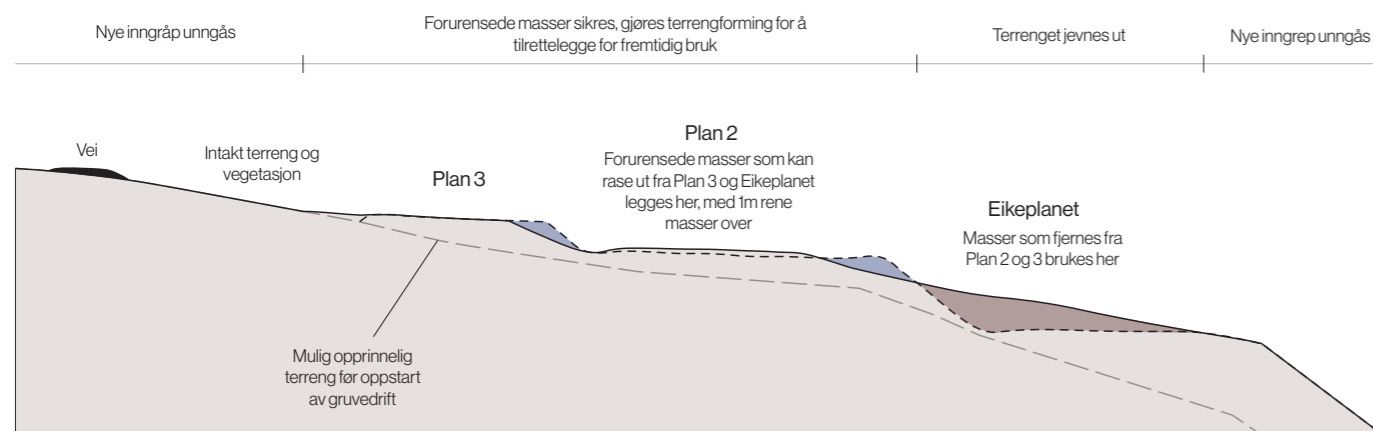 Nye inngråp unngås
Forurensede masser sikres, gjøres terrengforming for å
tilrettelegge for fremtidig bruk
Terrenget jevnes ut
Nye inngrep unngås
Vei
Intakt terreng og
vegetasjon
Plan 3
Plan 2
Forurensede masser som kan
rase ut fra Plan 3 og Eikeplanet
legges her, med 1m rene
masser over
Eikeplanet
Masser som fjernes fra
Plan 2 og 3 brukes her
Mulig opprinnelig
terreng før oppstart
av gruvedrift